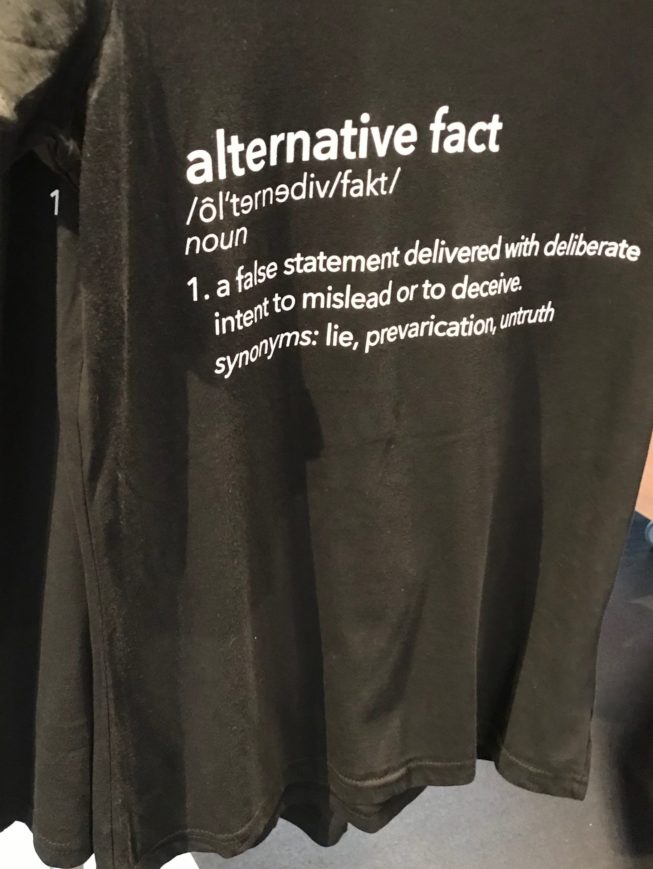 alternative fact
/ôl'tərnədiv/fakt/
noun
1. a false statement delivered with deliberate
intent to mislead or to deceive.
synonyms: lie, prevarication, untruth
1